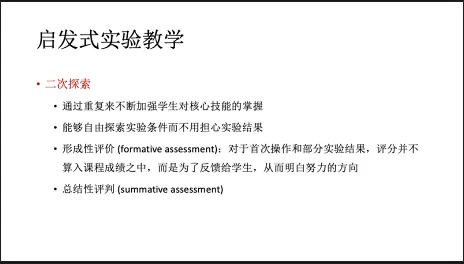 启发式实验教学
• 二次探索
• 通过重复来不断加强学生对核心技能的掌握
• 能够自由探索实验条件而不用担心实验结果
• 形成性评价 (formative assessment)：对于首次操作和部分实验结果，评分并不
算入课程成绩之中，而是为了反馈给学生，从而明白努力的方向
• 总结性评判 (summative assessment)